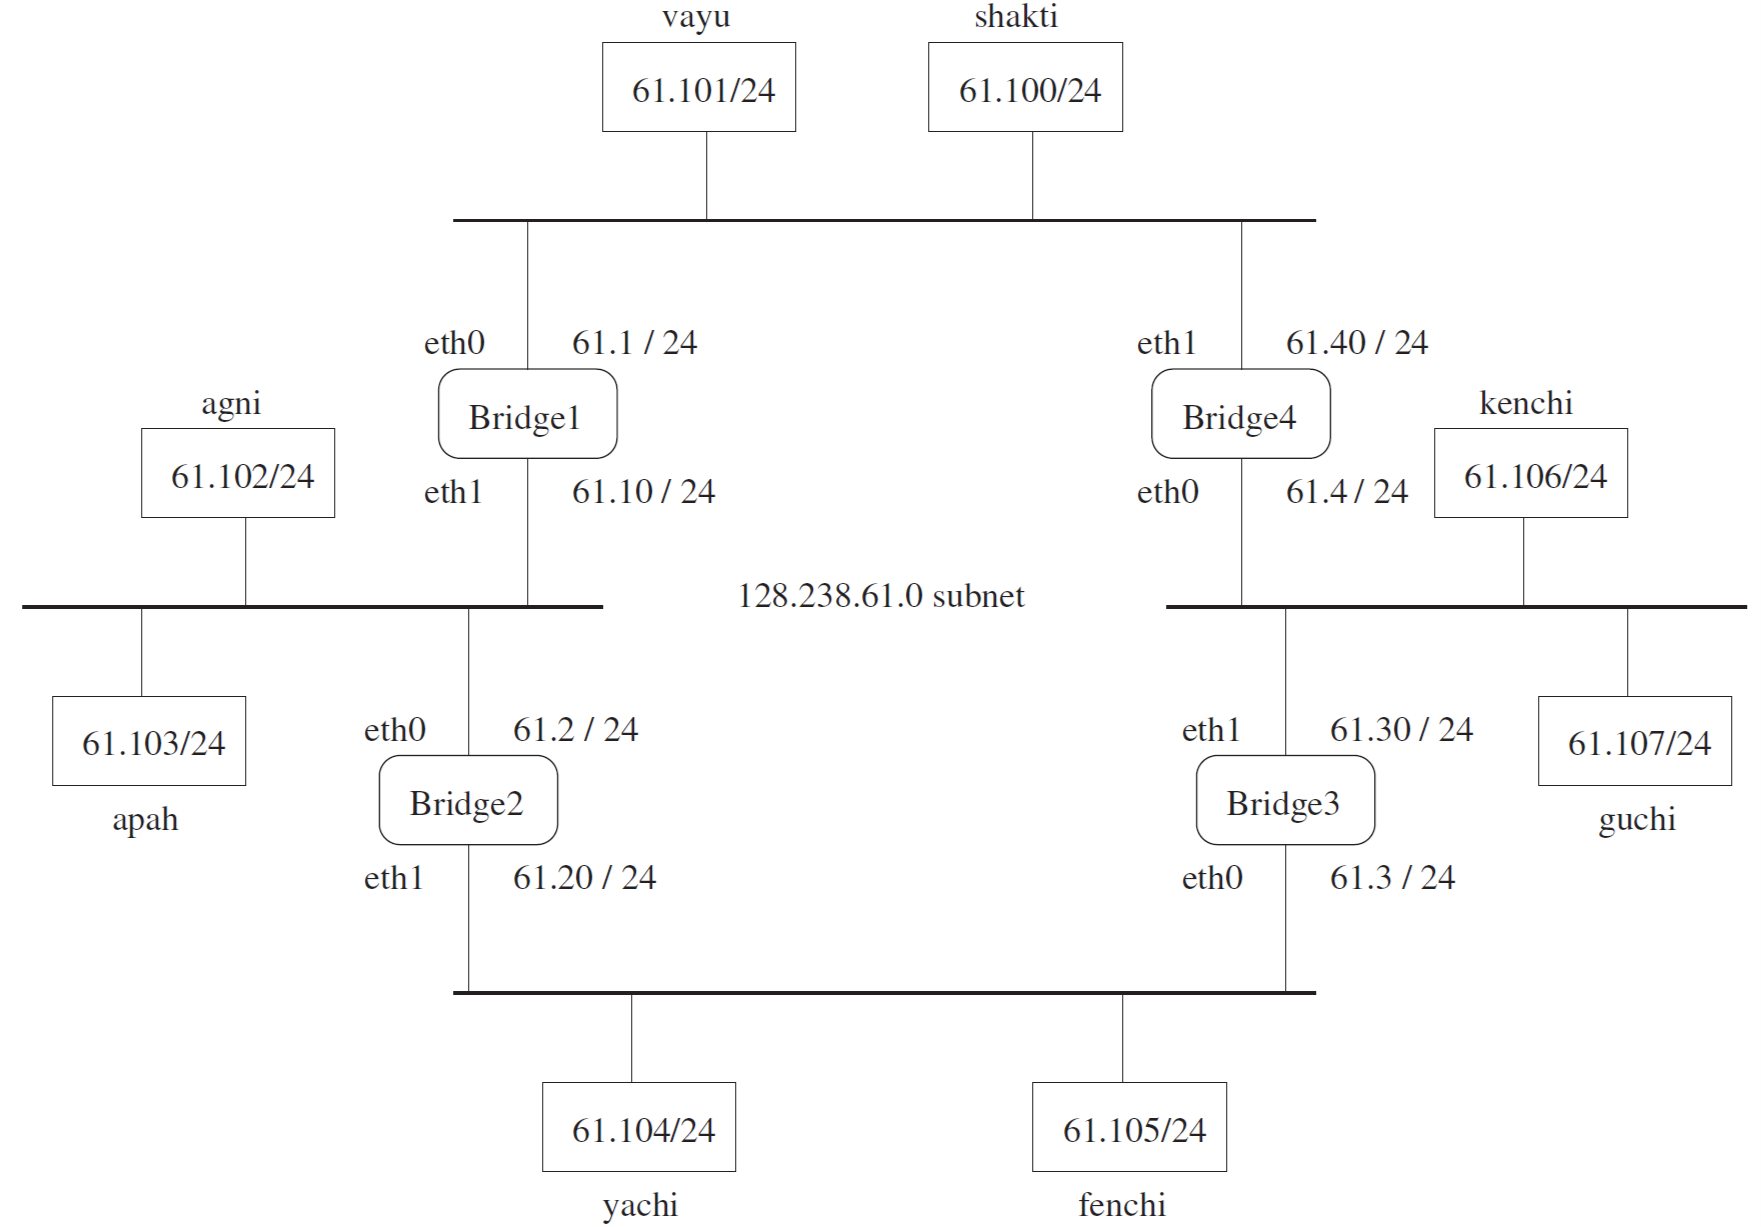 vayu
shakti
61.101/24
61.100/24
eth0
61.1 / 24
eth1
61.40 / 24
agni
Bridge1
Bridge4
kenchi
61.102/24
eth1
61.10 / 24
eth0
61.4 / 24
61.106/24
128.238.61.0 subnet
eth0
61.2 / 24
eth1
61.30 / 24
61.103/24
61.107/24
Bridge2
Bridge3
apah
guchi
eth1
61.20 / 24
eth0
61.3 / 24
61.104/24
61.105/24
yachi
fenchi